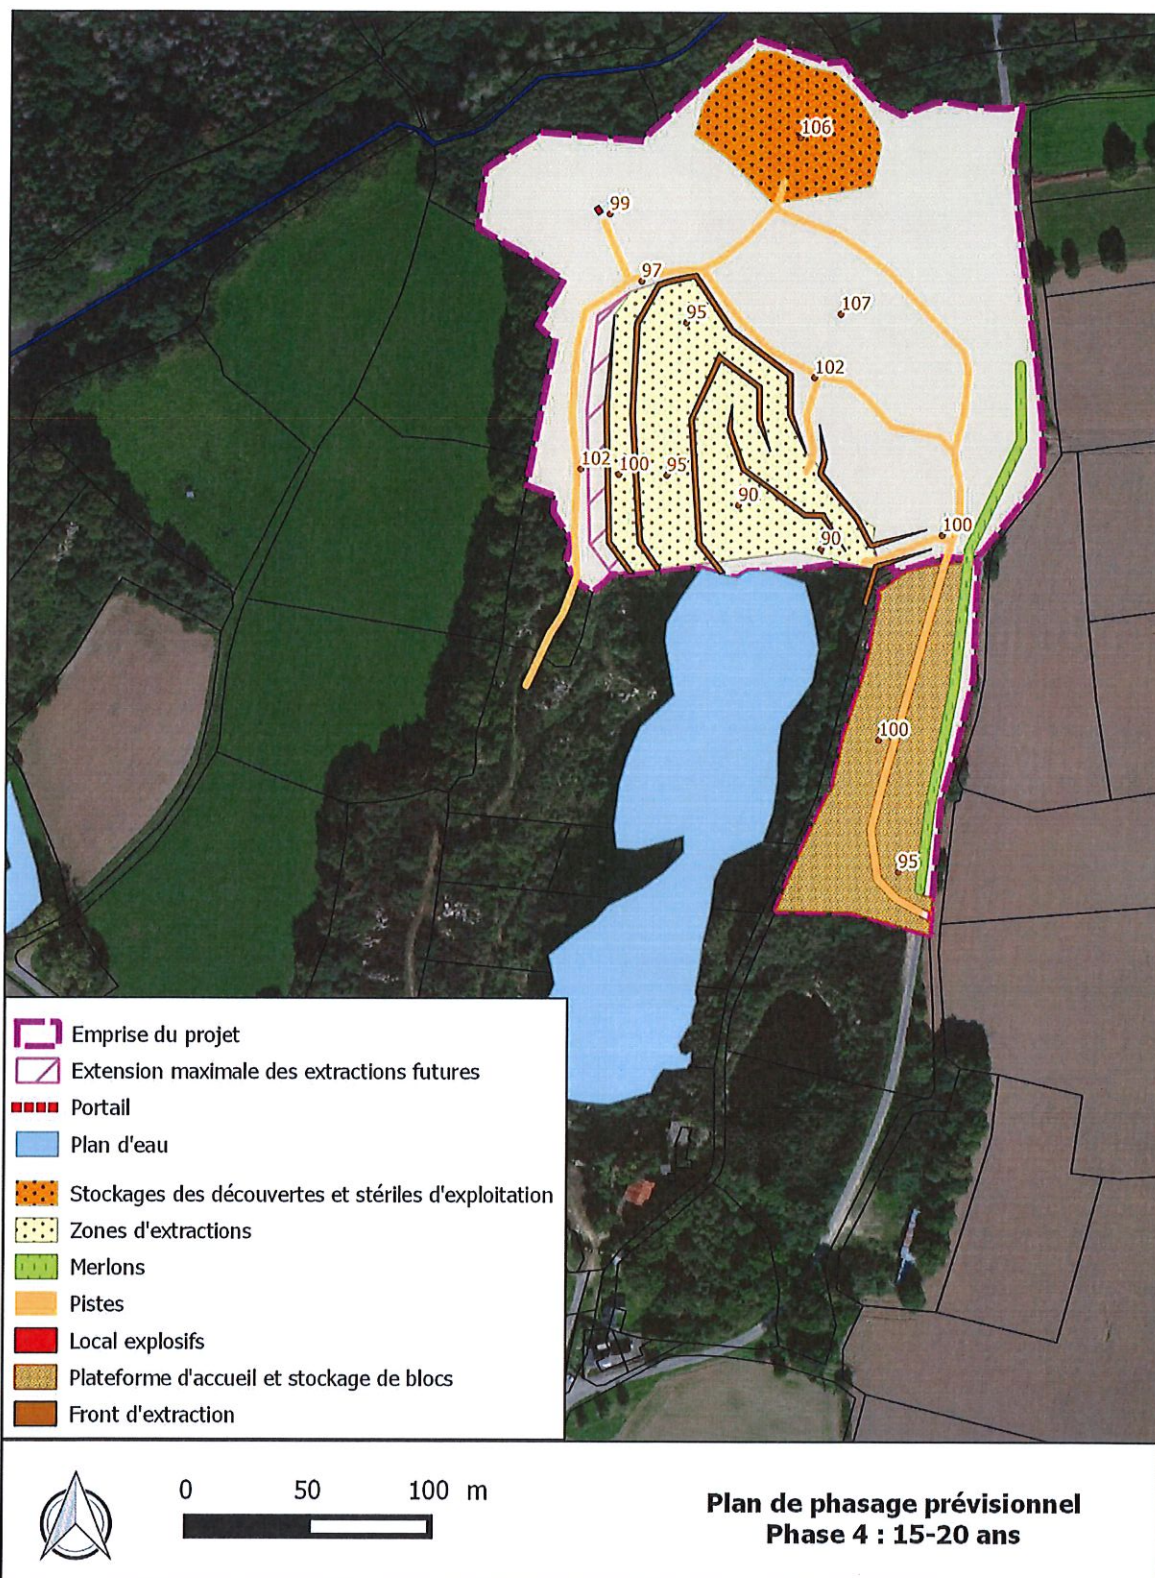 106
99
97
95
107
102
102
100
95
90
90
100
100
95
Emprise du projet
Extension maximale des extractions futures
Portail
Plan d'eau
Stockages des découvertes et stériles d'exploitation
Zones d'extractions
Merlons
Pistes
Local explosifs
Plateforme d'accueil et stockage de blocs
Front d'extraction
0 50 100 m
Plan de phasage prévisionnel
Phase 4 : 15-20 ans